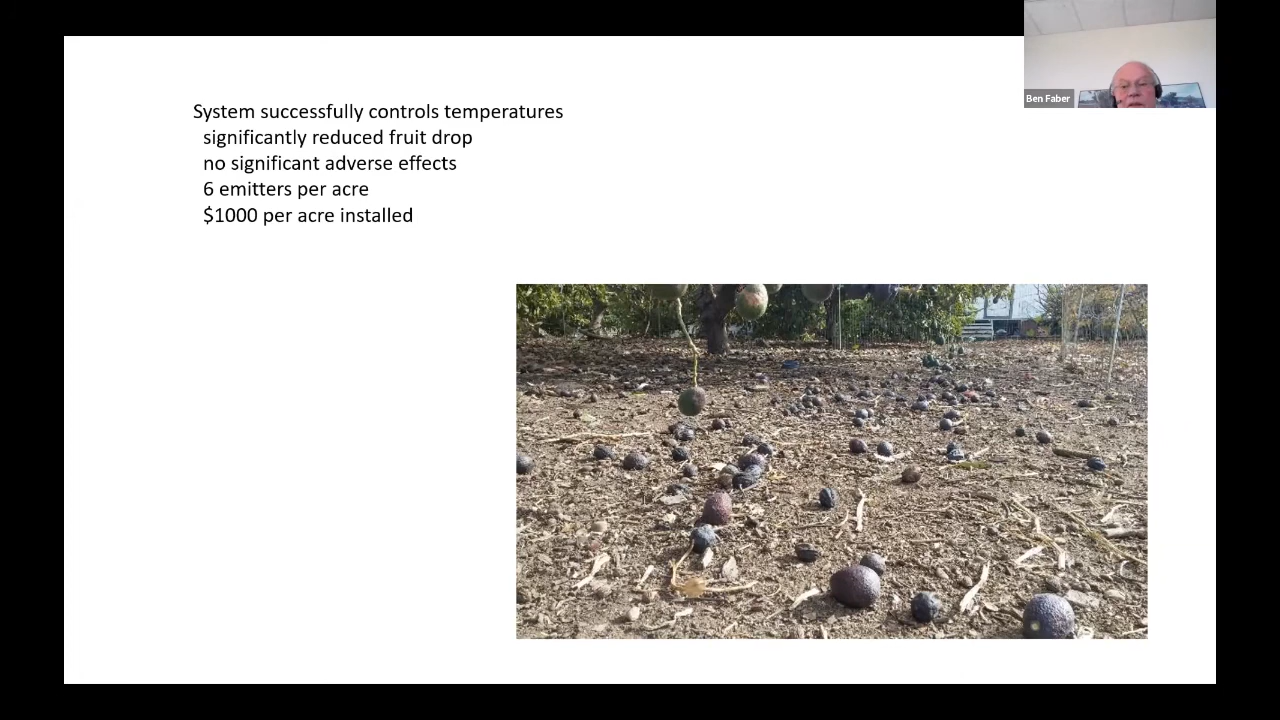 System successfully controls temperatures
significantly reduced fruit drop
no significant adverse effects
6 emitters per acre
$1000 per acre installed
Ben Faber